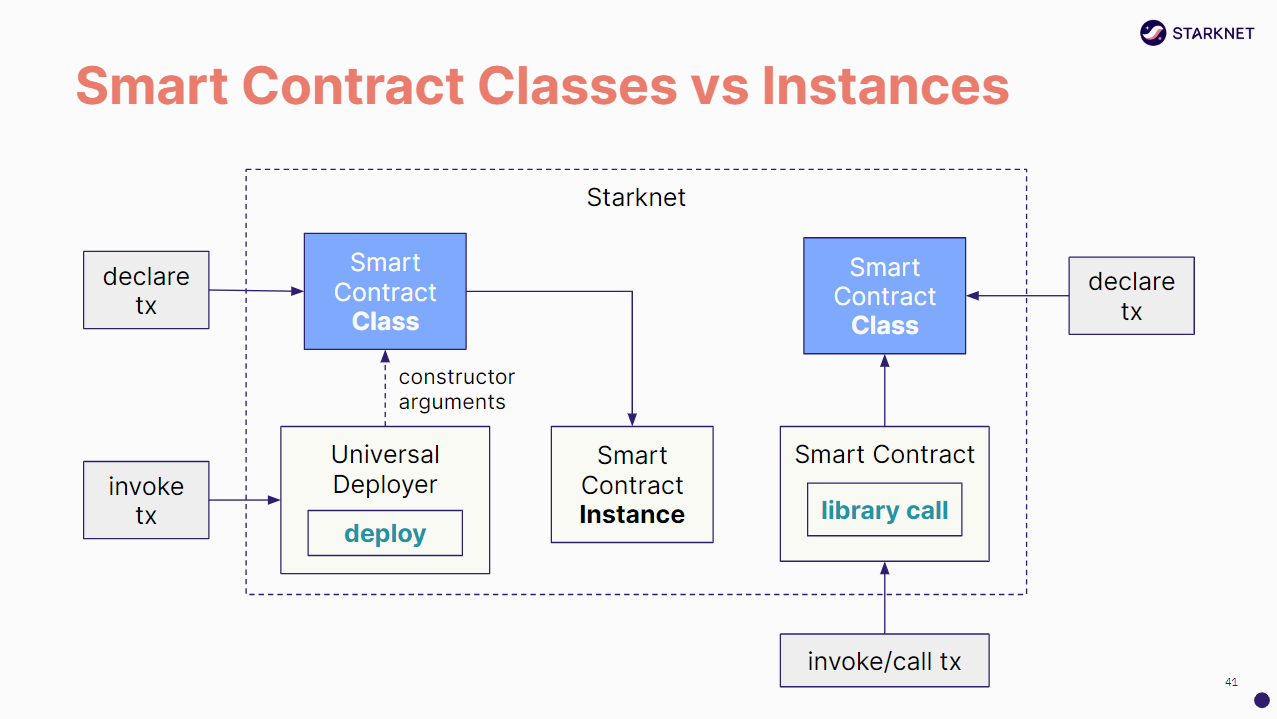 STARKNET
Smart Contract Classes vs Instances
Starknet
declare
tx
Smart
Contract
Class
Smart
Contract
Class
declare
tx
constructor
arguments
invoke
tx
Universal
Deployer
deploy
Smart
Contract
Instance
Smart Contract
library call
invoke/call tx
41